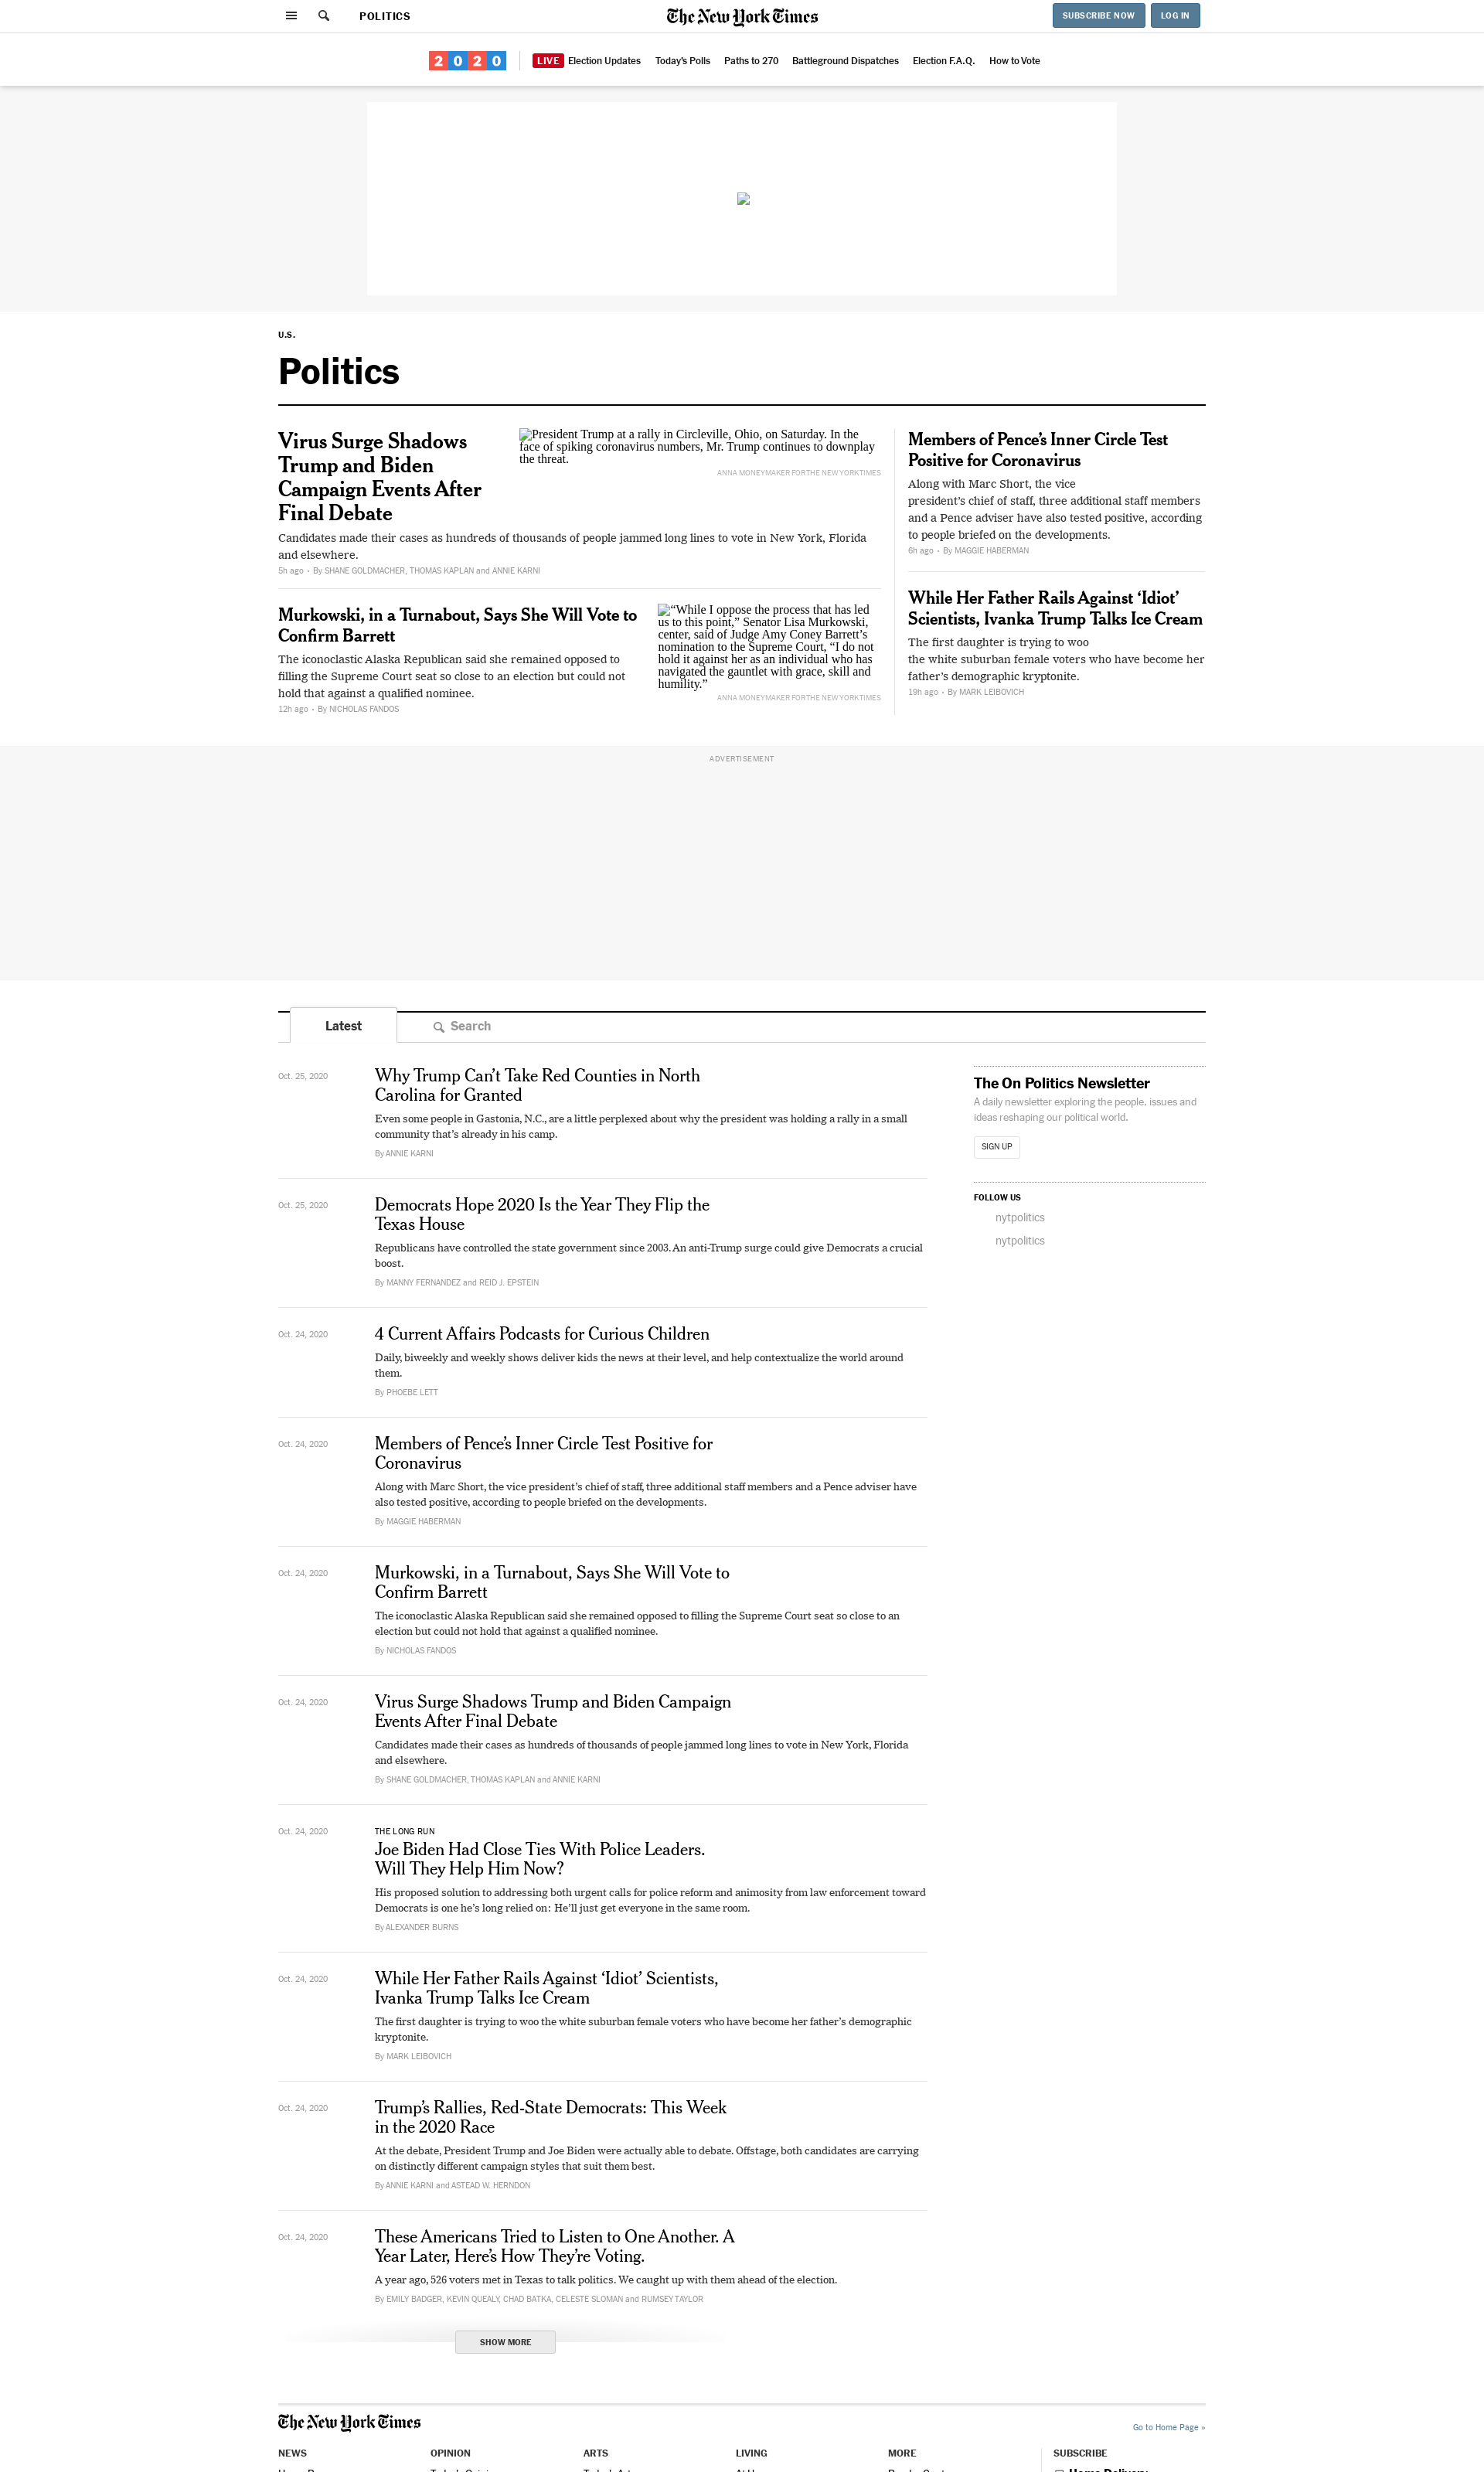 POLITICS
The New York Times
SUBSCRIBE NOW
LOG IN
2020
LIVE Election Updates
Today's Polls
Paths to 270
Battleground Dispatches
Election F.A.Q.
How to Vote
U.S.
Politics
Virus Surge Shadows
Trump and Biden
Campaign Events After
Final Debate
President Trump at a rally in Circleville, Ohio, on Saturday. In the
face of spiking coronavirus numbers, Mr. Trump continues to downplay
the threat.
ANNA MONEYMAKER FOR THE NEW YORK TIMES
Candidates made their cases as hundreds of thousands of people jammed long lines to vote in New York, Florida
and elsewhere.
5h ago • By SHANE GOLDMACHER, THOMAS KAPLAN and ANNIE KARNI
Murkowski, in a Turnabout, Says She Will Vote to
Confirm Barrett
The iconoclastic Alaska Republican said she remained opposed to
filling the Supreme Court seat so close to an election but could not
hold that against a qualified nominee.
12h ago • By NICHOLAS FANDOS
“While I oppose the process that has led
us to this point,” Senator Lisa Murkowski,
center, said of Judge Amy Coney Barrett’s
nomination to the Supreme Court, “I do not
hold it against her as an individual who has
navigated the gauntlet with grace, skill and
humility.”
ANNA MONEYMAKER FOR THE NEW YORK TIMES
Members of Pence’s Inner Circle Test
Positive for Coronavirus
Along with Marc Short, the vice
president’s chief of staff, three additional staff members
and a Pence adviser have also tested positive, according
to people briefed on the developments.
6h ago • By MAGGIE HABERMAN
While Her Father Rails Against ‘Idiot’
Scientists, Ivanka Trump Talks Ice Cream
The first daughter is trying to woo
the white suburban female voters who have become her
father’s demographic kryptonite.
19h ago • By MARK LEIBOVICH
ADVERTISEMENT
Latest
Search
Oct. 25, 2020
Why Trump Can’t Take Red Counties in North
Carolina for Granted
Even some people in Gastonia, N.C., are a little perplexed about why the president was holding a rally in a small
community that’s already in his camp.
By ANNIE KARNI
Oct. 25, 2020
Democrats Hope 2020 Is the Year They Flip the
Texas House
Republicans have controlled the state government since 2003. An anti-Trump surge could give Democrats a crucial
boost.
By MANNY FERNANDEZ and REID J. EPSTEIN
Oct. 24, 2020
4 Current Affairs Podcasts for Curious Children
Daily, biweekly and weekly shows deliver kids the news at their level, and help contextualize the world around
them.
By PHOEBE LETT
Oct. 24, 2020
Members of Pence’s Inner Circle Test Positive for
Coronavirus
Along with Marc Short, the vice president’s chief of staff, three additional staff members and a Pence adviser have
also tested positive, according to people briefed on the developments.
By MAGGIE HABERMAN
Oct. 24, 2020
Murkowski, in a Turnabout, Says She Will Vote to
Confirm Barrett
The iconoclastic Alaska Republican said she remained opposed to filling the Supreme Court seat so close to an
election but could not hold that against a qualified nominee.
By NICHOLAS FANDOS
Oct. 24, 2020
Virus Surge Shadows Trump and Biden Campaign
Events After Final Debate
Candidates made their cases as hundreds of thousands of people jammed long lines to vote in New York, Florida
and elsewhere.
By SHANE GOLDMACHER, THOMAS KAPLAN and ANNIE KARNI
Oct. 24, 2020
THE LONG RUN
Joe Biden Had Close Ties With Police Leaders.
Will They Help Him Now?
His proposed solution to addressing both urgent calls for police reform and animosity from law enforcement toward
Democrats is one he’s long relied on: He’ll just get everyone in the same room.
By ALEXANDER BURNS
Oct. 24, 2020
While Her Father Rails Against ‘Idiot’ Scientists,
Ivanka Trump Talks Ice Cream
The first daughter is trying to woo the white suburban female voters who have become her father’s demographic
kryptonite.
By MARK LEIBOVICH
Oct. 24, 2020
Trump’s Rallies, Red-State Democrats: This Week
in the 2020 Race
At the debate, President Trump and Joe Biden were actually able to debate. Offstage, both candidates are carrying
on distinctly different campaign styles that suit them best.
By ANNIE KARNI and ASTEAD W. HERNDON
Oct. 24, 2020
These Americans Tried to Listen to One Another. A
Year Later, Here’s How They’re Voting.
A year ago, 526 voters met in Texas to talk politics. We caught up with them ahead of the election.
By EMILY BADGER, KEVIN QUEALY, CHAD BATKA, CELESTE SLOMAN and RUMSEY TAYLOR
SHOW MORE
The On Politics Newsletter
A daily newsletter exploring the people, issues and
ideas reshaping our political world.
SIGN UP
FOLLOW US
nytpolitics
nytpolitics
The New York Times
Go to Home Page »
NEWS
OPINION
ARTS
LIVING
MORE
SUBSCRIBE